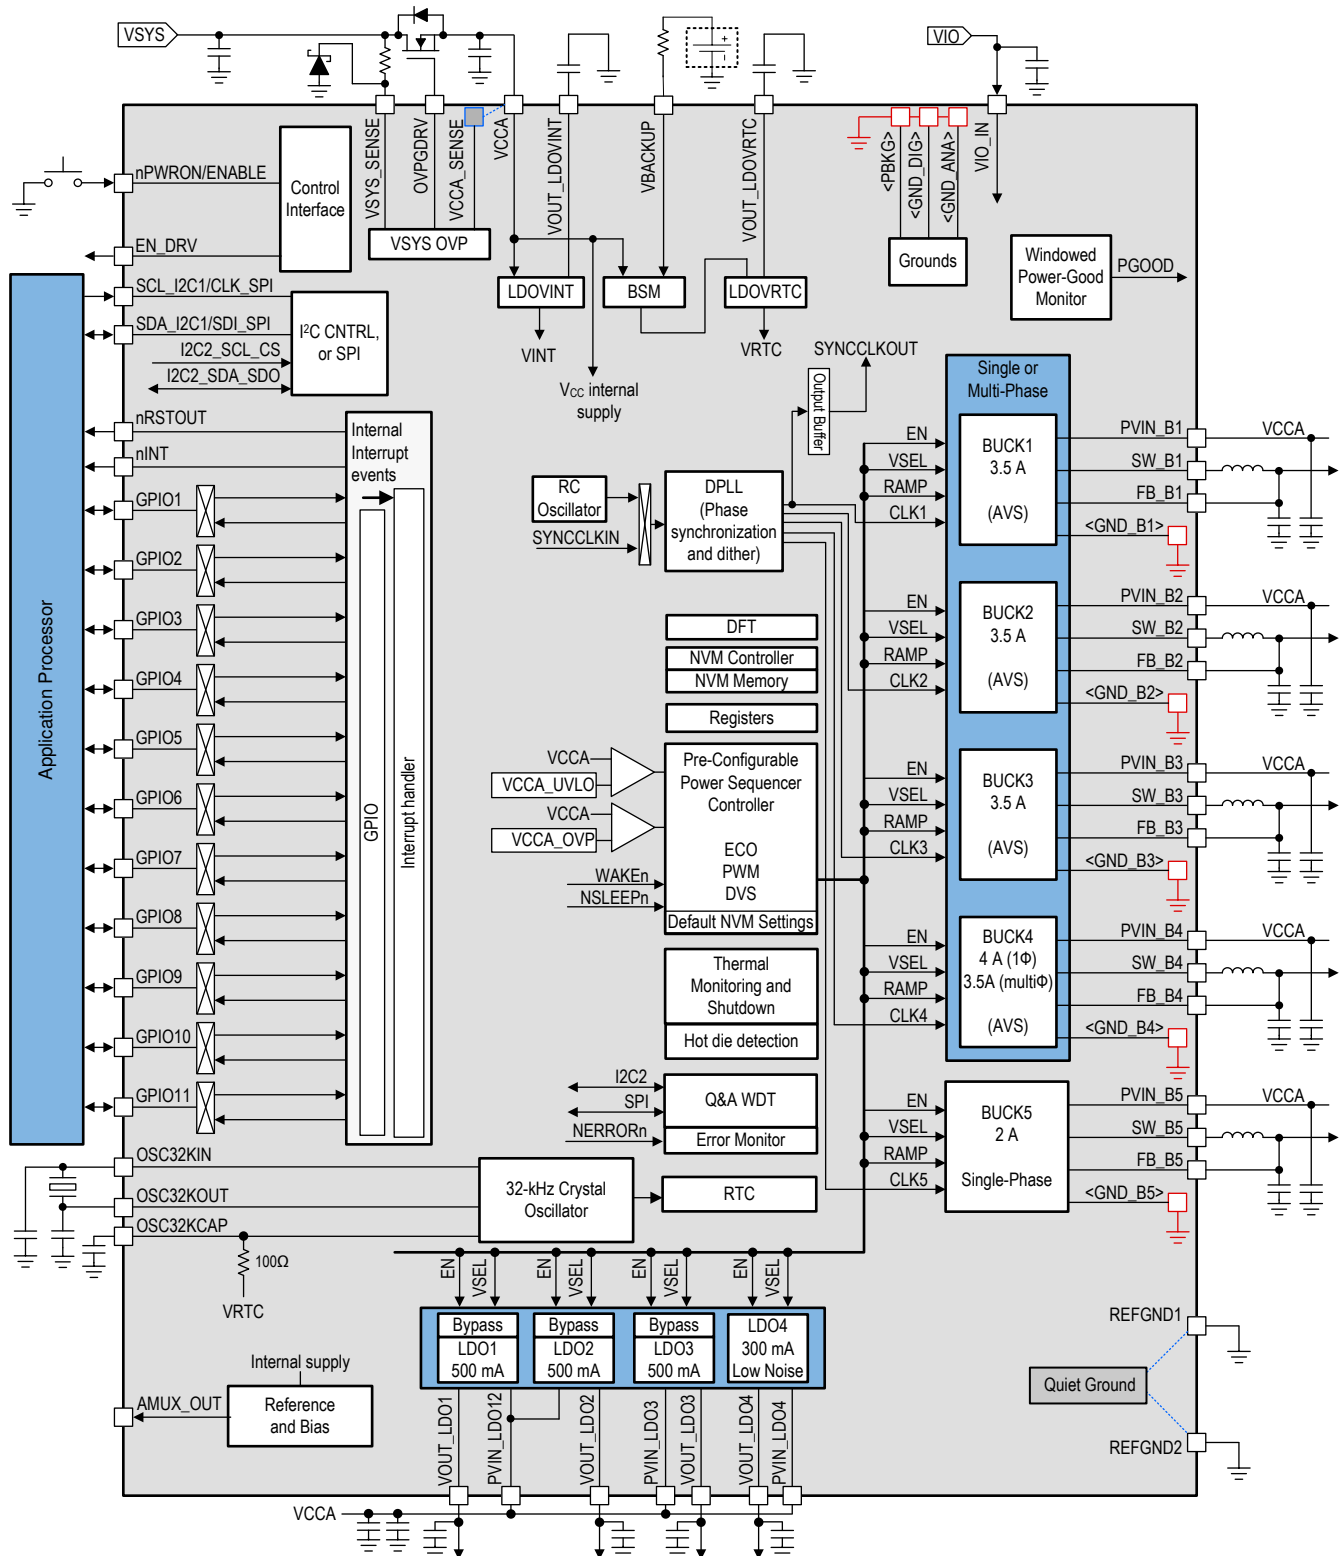 VSYS
VIO
+
VSYS_SENSE
OVPGDRV
VCCA_SENSE
VCCA
VOUT_LDOVINT
VBACKUP
VOUT_LDOVRTC
<PBKG>
<GND_DIG>
<GND_ANA>
VIO_IN
nPWRON/ENABLE
Control
Interface
EN_DRV
VSYS OVP
Grounds
Windowed
Power-Good
Monitor
PGOOD
SCL_I2C1/CLK_SPI
SDA_I2C1/SDI_SPI
I2C2_SCL_CS
I2C2_SDA_SDO
I²C CNTRL,
or SPI
LDOVINT
BSM
LDOVRTC
VINT
VCC internal
supply
VRTC
SYNCCLKOUT
Output Buffer
Application Processor
nRSTOUT
nINT
GPIO1
GPIO2
GPIO3
GPIO4
GPIO5
GPIO6
GPIO7
GPIO8
GPIO9
GPIO10
GPIO11
Internal
Interrupt
events
GPIO
Interrupt handler
RC
Oscillator
SYNCCLKIN
DPLL
(Phase
synchronization
and dither)
DFT
NVM Controller
NVM Memory
Registers
VCCA
VCCA_UVLO
VCCA
VCCA_OVP
WAKEn
NSLEEPn
Pre-Configurable
Power Sequencer
Controller
ECO
PWM
DVS
Default NVM Settings
Thermal
Monitoring and
Shutdown
Hot die detection
I2C2
SPI
NERRORn
Q&A WDT
Error Monitor
Single or
Multi-Phase
EN
VSEL
RAMP
CLK1
BUCK1
3.5 A
(AVS)
PVIN_B1
VCCA
SW_B1
FB_B1
<GND_B1>
EN
VSEL
RAMP
CLK2
BUCK2
3.5 A
(AVS)
PVIN_B2
VCCA
SW_B2
FB_B2
<GND_B2>
EN
VSEL
RAMP
CLK3
BUCK3
3.5 A
(AVS)
PVIN_B3
VCCA
SW_B3
FB_B3
<GND_B3>
EN
VSEL
RAMP
CLK4
BUCK4
4 A (1Φ)
3.5A (multiΦ)
(AVS)
PVIN_B4
VCCA
SW_B4
FB_B4
<GND_B4>
EN
VSEL
RAMP
CLK5
BUCK5
2 A
Single-Phase
PVIN_B5
VCCA
SW_B5
FB_B5
<GND_B5>
OSC32KIN
OSC32KOUT
OSC32KCAP
32-kHz Crystal
Oscillator
RTC
100Ω
VRTC
EN
VSEL
EN
VSEL
EN
VSEL
EN
VSEL
Bypass
LDO1
500 mA
Bypass
LDO2
500 mA
Bypass
LDO3
500 mA
LDO4
300 mA
Low Noise
Internal supply
AMUX_OUT
Reference
and Bias
VOUT_LDO1
PVIN_LDO12
VOUT_LDO2
PVIN_LDO3
VOUT_LDO3
VOUT_LDO4
PVIN_LDO4
VCCA
REFGND1
Quiet Ground
REFGND2